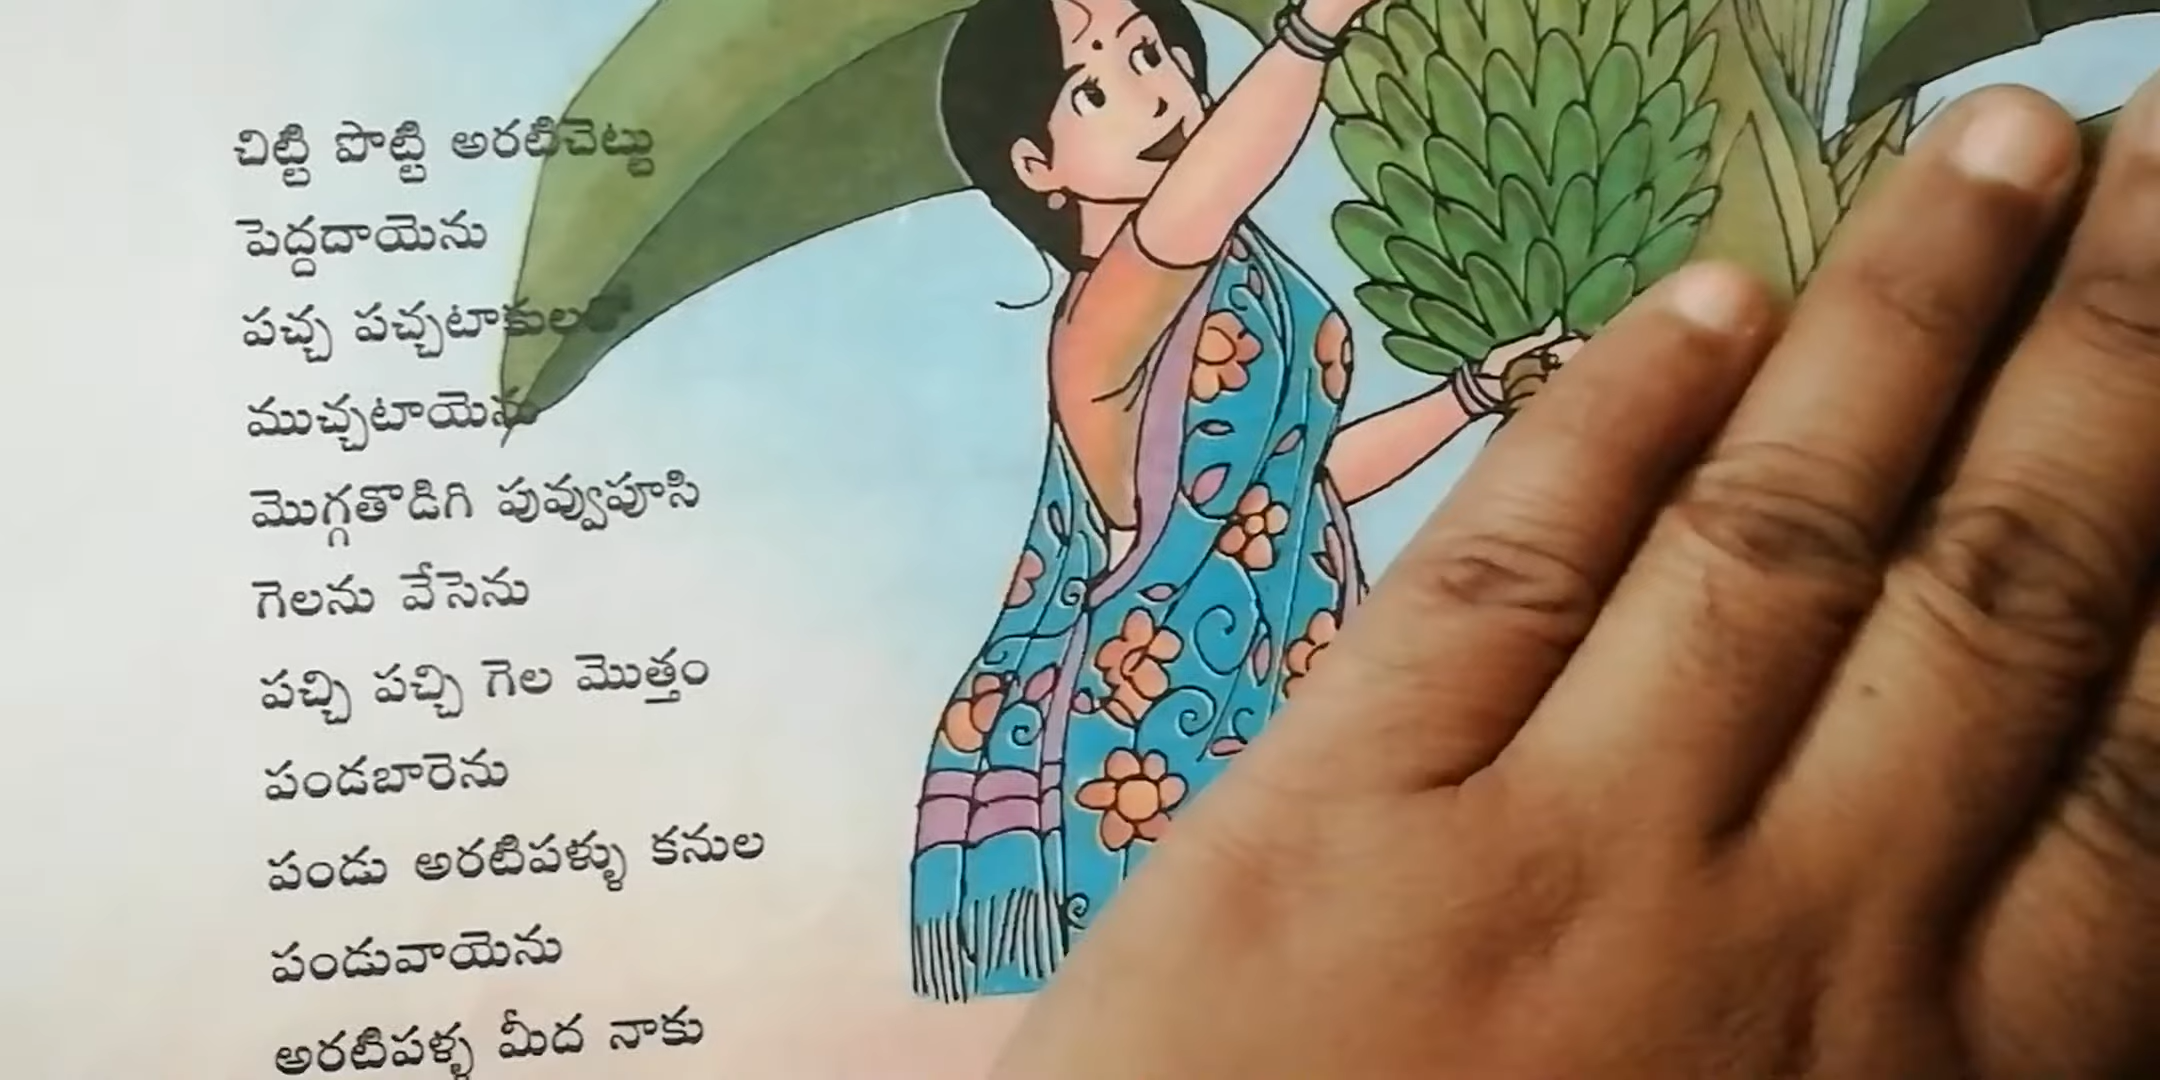 చిట్టి పొట్టి అరటిచెట్టు
పెద్దదాయెను
పచ్చ పచ్చటాకులతో
ముచ్చటాయెను
మొగ్గతొడిగి పువ్వుపూసి
గెలను వేసెను
పచ్చి పచ్చి గెల మొత్తం
పండబారెను
పండు అరటిపళ్ళు కనుల
పండువాయెను
అరటిపళ్ళ మీద నాకు